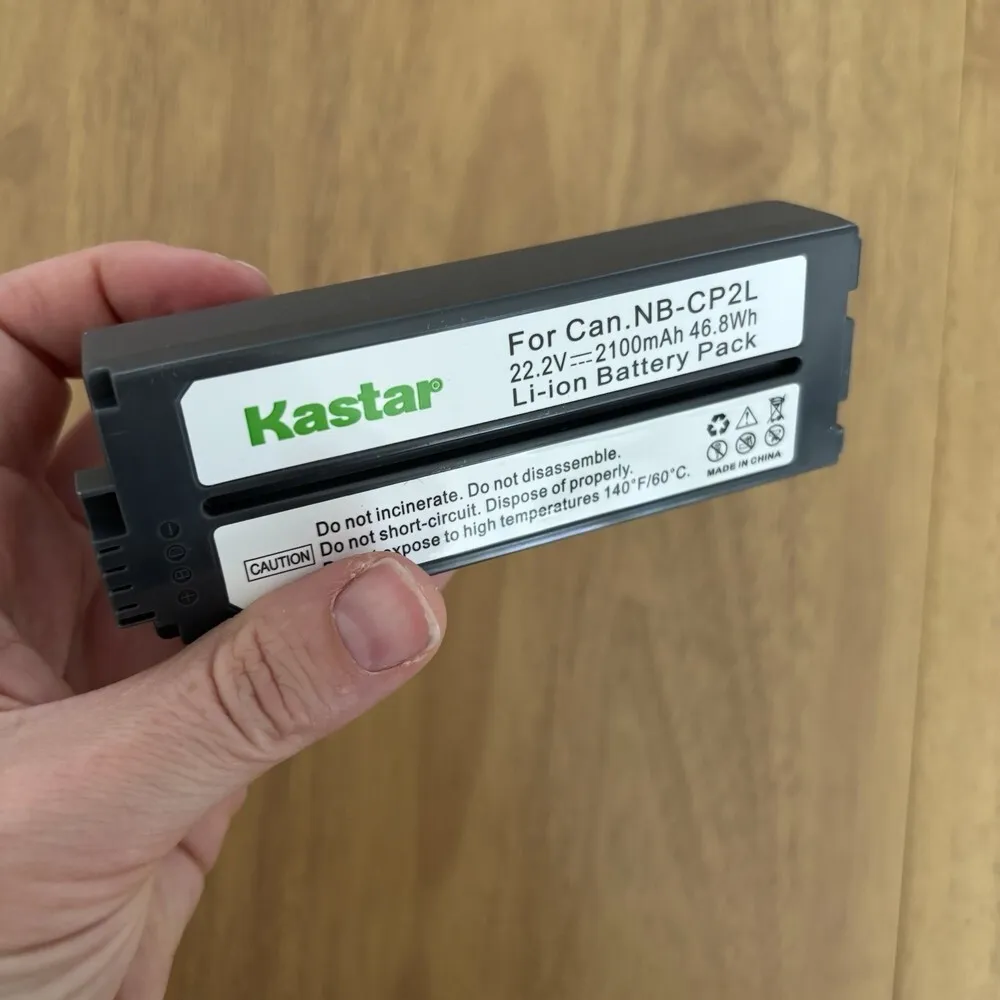 Kastar®
For Can.NB-CP2L
22.2V⎓2100mAh 46.8Wh
Li-ion Battery Pack
CAUTION
Do not incinerate. Do not disassemble.
Do not short-circuit. Dispose of properly.
expose to high temperatures 140°F/60°C.
MADE IN CHINA